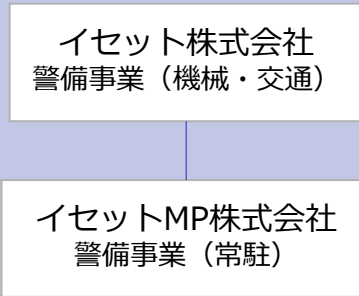 イセット株式会社
警備事業（機械・交通）
イセットMP株式会社
警備事業（常駐）